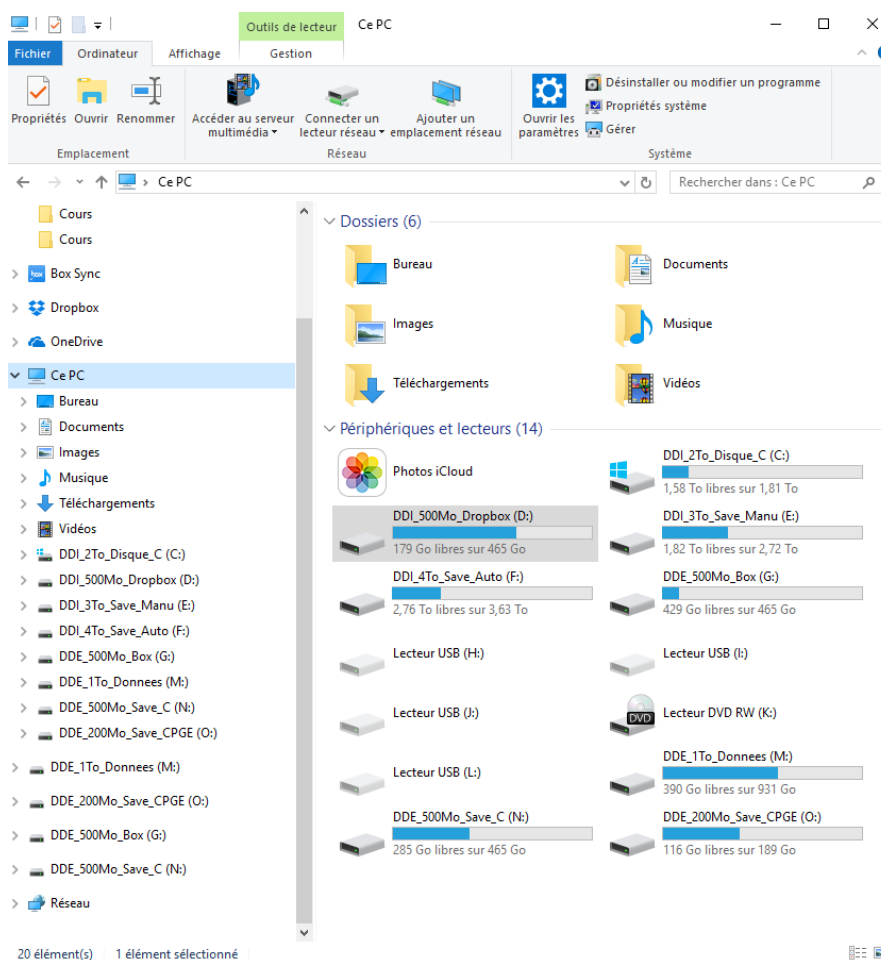 Outils de lecteur
Ce PC
Fichier
Ordinateur
Affichage
Gestion
Propriétés
Ouvrir
Renommer
Accéder au serveur
multimédia
Connecter un
lecteur réseau
Ajouter un
emplacement réseau
Ouvrir les
paramètres
Désinstaller ou modifier un programme
Propriétés système
Gérer
Emplacement
Réseau
Système
Ce PC
Rechercher dans : Ce PC
Cours
Cours
box
Box Sync
Dropbox
OneDrive
Ce PC
Bureau
Documents
Images
Musique
Téléchargements
Vidéos
DDI_2To_Disque_C (C:)
DDI_500Mo_Dropbox (D:)
DDI_3To_Save_Manu (E:)
DDI_4To_Save_Auto (F:)
DDE_500Mo_Box (G:)
DDE_1To_Donnees (M:)
DDE_500Mo_Save_C (N:)
DDE_200Mo_Save_CPGE (O:)
DDE_1To_Donnees (M:)
DDE_200Mo_Save_CPGE (O:)
DDE_500Mo_Box (G:)
DDE_500Mo_Save_C (N:)
Réseau
Dossiers (6)
Bureau
Documents
Images
Musique
Téléchargements
Vidéos
Périphériques et lecteurs (14)
Photos iCloud
DDI_2To_Disque_C (C:)
1,58 To libres sur 1,81 To
DDI_500Mo_Dropbox (D:)
179 Go libres sur 465 Go
DDI_3To_Save_Manu (E:)
1,82 To libres sur 2,72 To
DDI_4To_Save_Auto (F:)
2,76 To libres sur 3,63 To
DDE_500Mo_Box (G:)
429 Go libres sur 465 Go
Lecteur USB (H:)
Lecteur USB (I:)
Lecteur USB (J:)
DVD
Lecteur DVD RW (K:)
Lecteur USB (L:)
DDE_1To_Donnees (M:)
390 Go libres sur 931 Go
DDE_500Mo_Save_C (N:)
285 Go libres sur 465 Go
DDE_200Mo_Save_CPGE (O:)
116 Go libres sur 189 Go
20 élément(s)
1 élément sélectionné